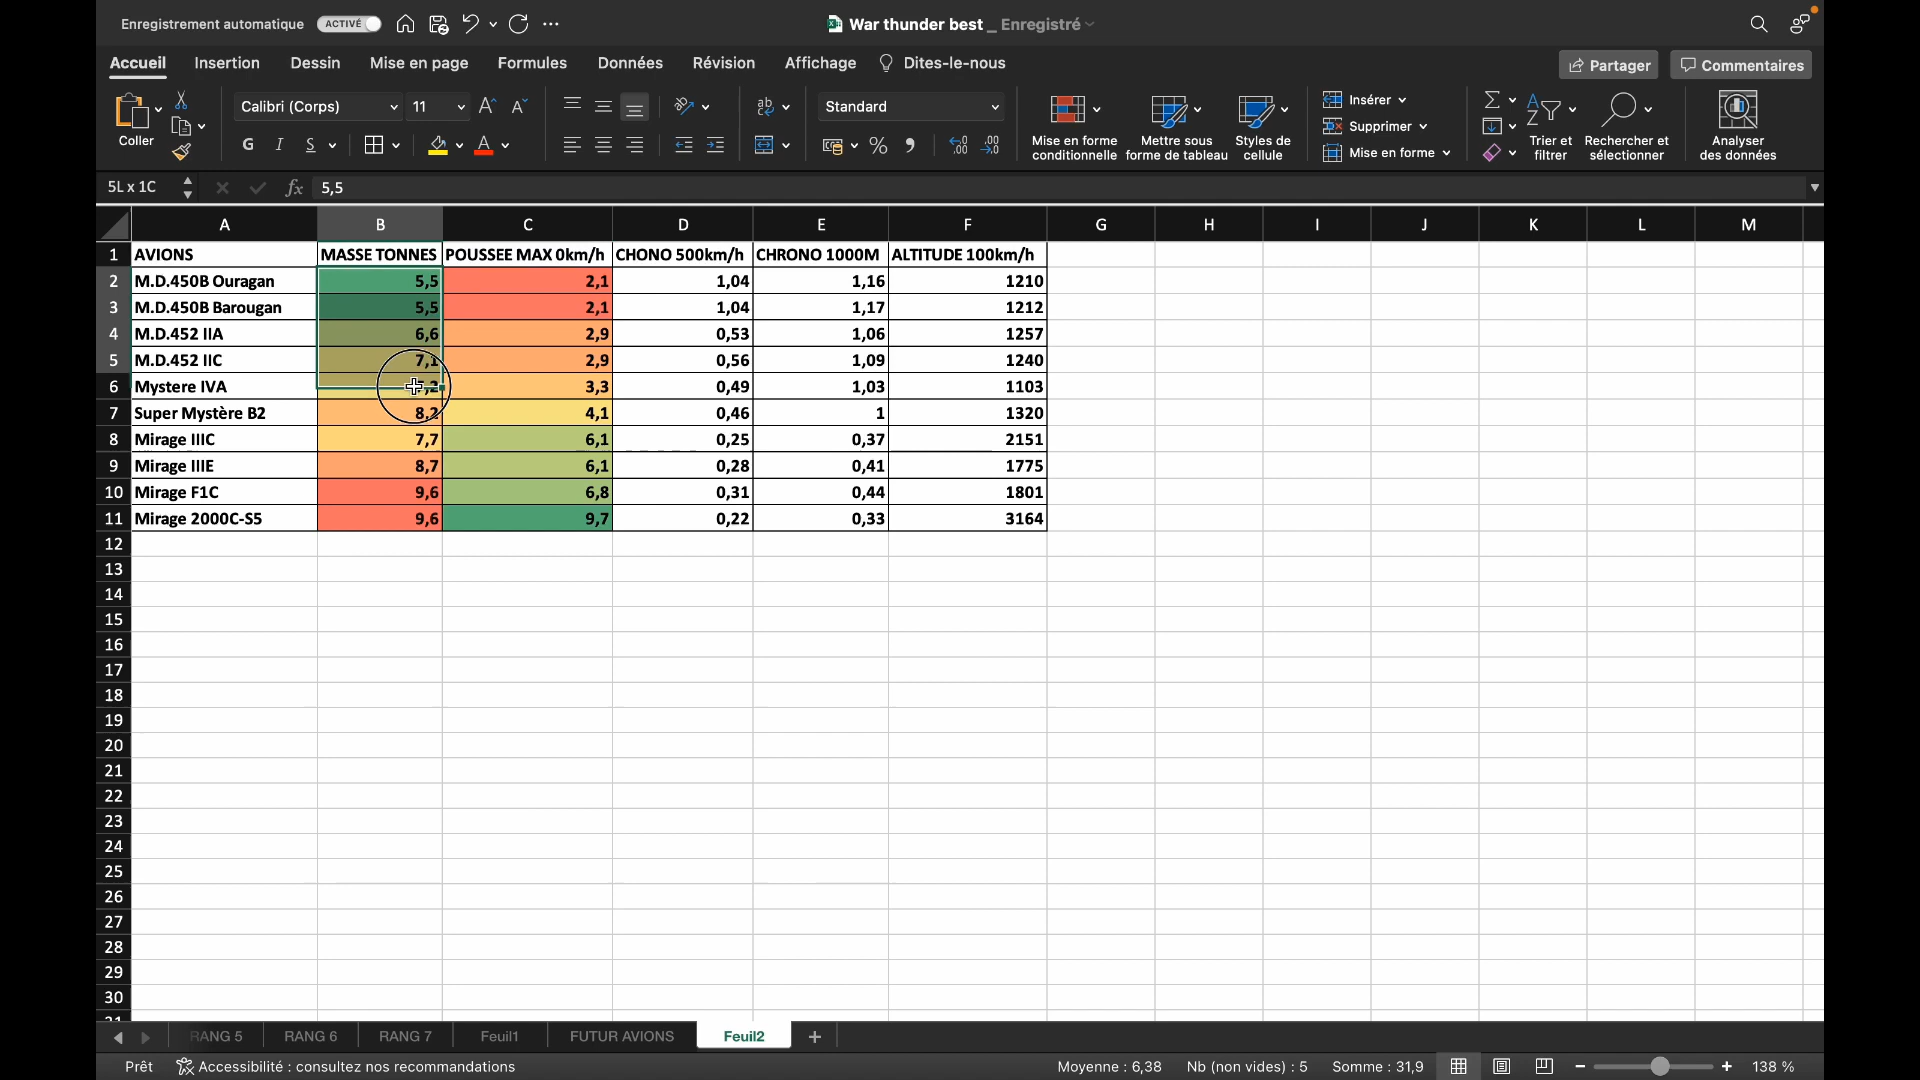 Enregistrement automatique ACTIVÉ War thunder best _ Enregistré
Accueil Insertion Dessin Mise en page Formules Données Révision Affichage Dites-le-nous Partager Commentaires
Coller
Calibri (Corps) 11
G I S
Standard
Mise en forme conditionnelle
Mettre sous forme de tableau
Styles de cellule
Insérer
Supprimer
Mise en forme
Trier et filtrer
Rechercher et sélectionner
Analyser des données
5L x 1C fx 5,5
A B C D E F G H I J K L M
1 AVIONS MASSE TONNES POUSSEE MAX 0km/h CHONO 500km/h CHRONO 1000M ALTITUDE 100km/h
2 M.D.450B Ouragan 5,5 2,1 1,04 1,16 1210
3 M.D.450B Barougan 5,5 2,1 1,04 1,17 1212
4 M.D.452 IIA 6,6 2,9 0,53 1,06 1257
5 M.D.452 IIC 7,1 2,9 0,56 1,09 1240
6 Mystere IVA 3,3 0,49 1,03 1103
7 Super Mystère B2 8,2 4,1 0,46 1 1320
8 Mirage IIIC 7,7 6,1 0,25 0,37 2151
9 Mirage IIIE 8,7 6,1 0,28 0,41 1775
10 Mirage F1C 9,6 6,8 0,31 0,44 1801
11 Mirage 2000C-S5 9,6 9,7 0,22 0,33 3164
12
13
14
15
16
17
18
19
20
21
22
23
24
25
26
27
28
29
30
RANG 5 RANG 6 RANG 7 Feuil1 FUTUR AVIONS Feuil2
Prêt Accessibilité : consultez nos recommandations Moyenne : 6,38 Nb (non vides) : 5 Somme : 31,9 138 %